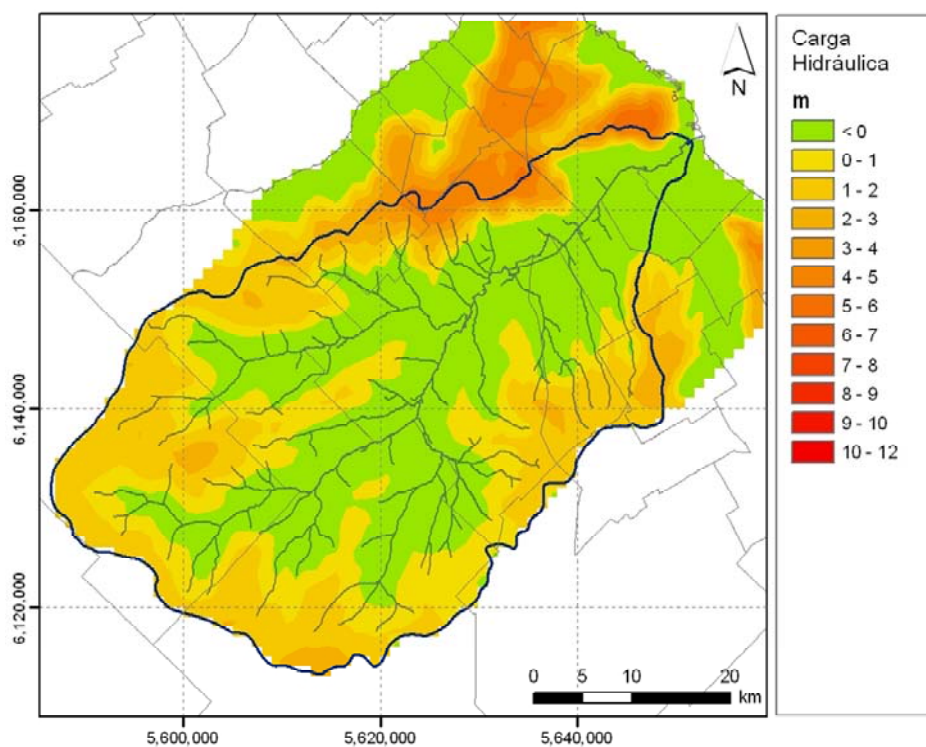 Carga
Hidráulica
m
< 0
0 - 1
1 - 2
2 - 3
3 - 4
4 - 5
5 - 6
6 - 7
7 - 8
8 - 9
9 - 10
10 - 12
N
6,160,000
6,140,000
6,120,000
0 5 10 20
km
5,600,000 5,620,000 5,640,000